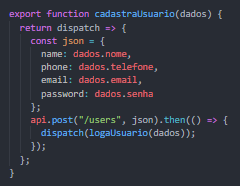 export function cadastraUsuario(dados) {
  return dispatch => {
    const json = {
      name: dados.nome,
      phone: dados.telefone,
      email: dados.email,
      password: dados.senha
    };
    api.post("/users", json).then(() => {
      dispatch(logaUsuario(dados));
    });
  };
}